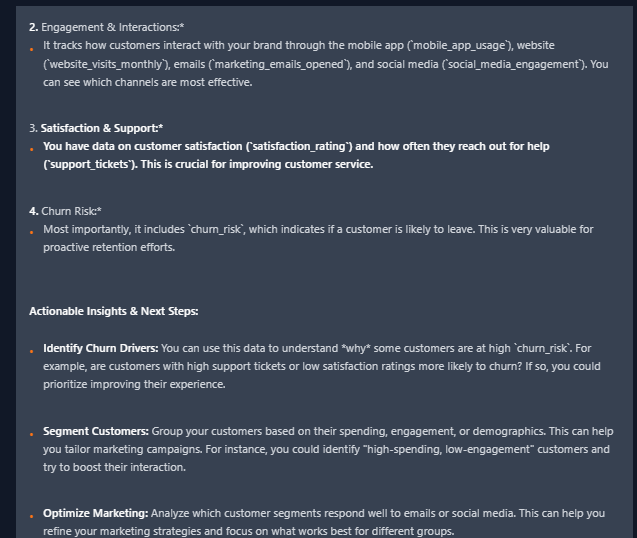 2. Engagement & Interactions:*
• It tracks how customers interact with your brand through the mobile app (`mobile_app_usage`), website
(`website_visits_monthly`), emails (`marketing_emails_opened`), and social media (`social_media_engagement`). You
can see which channels are most effective.
3. Satisfaction & Support:*
• You have data on customer satisfaction (`satisfaction_rating`) and how often they reach out for help
(`support_tickets`). This is crucial for improving customer service.
4. Churn Risk:*
• Most importantly, it includes `churn_risk`, which indicates if a customer is likely to leave. This is very valuable for
proactive retention efforts.
Actionable Insights & Next Steps:
• Identify Churn Drivers: You can use this data to understand *why* some customers are at high `churn_risk`. For
example, are customers with high support tickets or low satisfaction ratings more likely to churn? If so, you could
prioritize improving their experience.
• Segment Customers: Group your customers based on their spending, engagement, or demographics. This can help
you tailor marketing campaigns. For instance, you could identify "high-spending, low-engagement" customers and
try to boost their interaction.
• Optimize Marketing: Analyze which customer segments respond well to emails or social media. This can help you
refine your marketing strategies and focus on what works best for different groups.